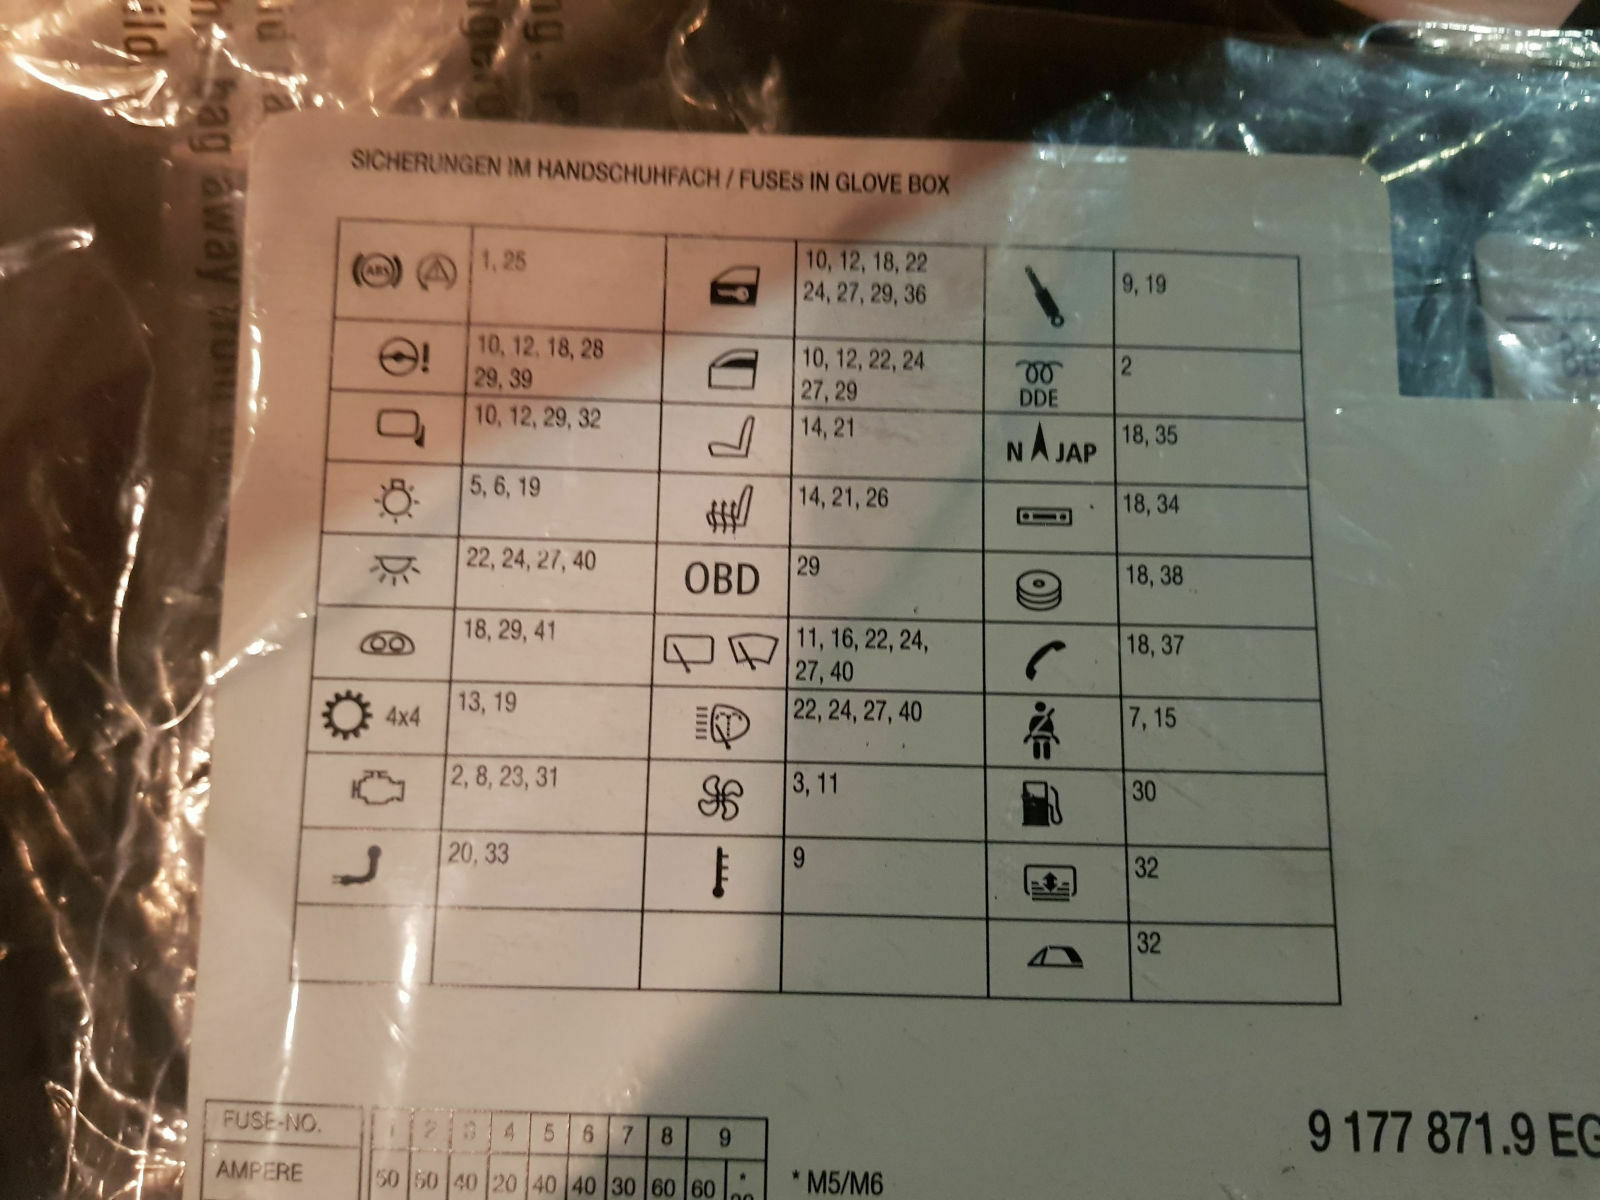 SICHERUNGEN IM HANDSCHUHFACH / FUSES IN GLOVE BOX
ABS 1, 25
10, 12, 18, 22
24, 27, 29, 36
9, 19
10, 12, 18, 28
29, 39
10, 12, 22, 24
27, 29
DDE 2
10, 12, 29, 32
14, 21
N JAP 18, 35
5, 6, 19
14, 21, 26
18, 34
22, 24, 27, 40
OBD 29
18, 38
18, 29, 41
11, 16, 22, 24,
27, 40
18, 37
4x4 13, 19
22, 24, 27, 40
7, 15
2, 8, 23, 31
3, 11
30
20, 33
9
32
32
FUSE-NO. 1 2 3 4 5 6 7 8 9
AMPERE 50 50 40 20 40 40 30 60 60 *
* M5/M6
9 177 871.9
hag away